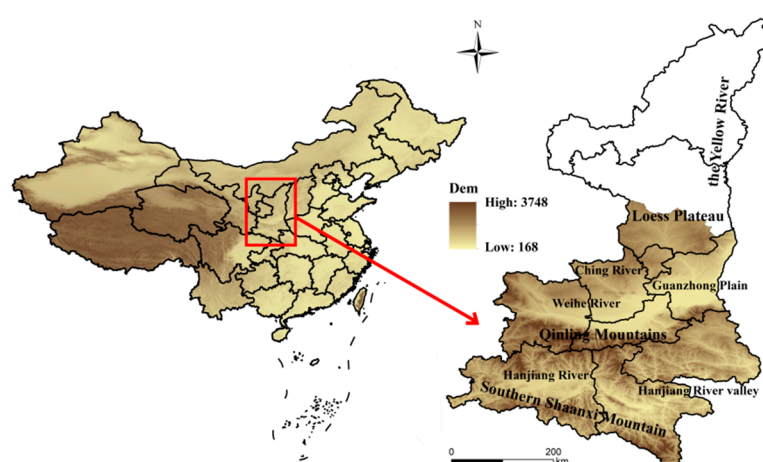 N
the Yellow River
Dem
High: 3748
Low: 168
Loess Plateau
Ching River
Guanzhong Plain
Weihe River
Qinling Mountains
Hanjiang River
Hanjiang River valley
Southern Shaanxi Mountain
0 200
km